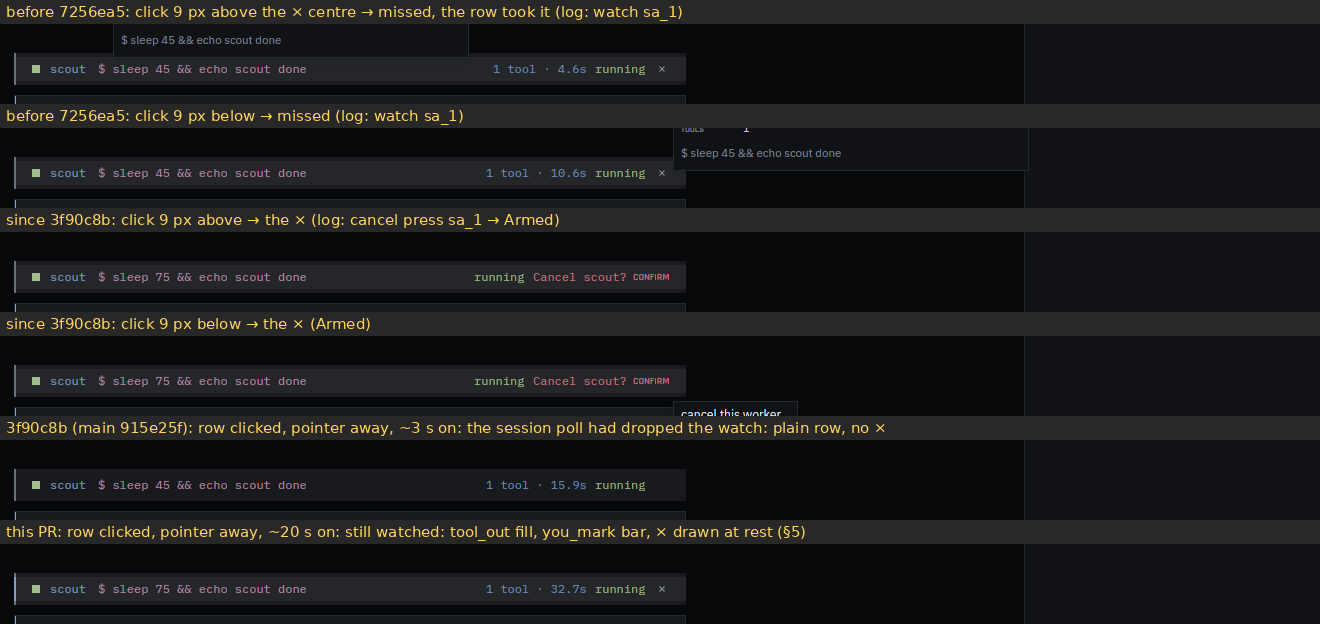 before 7256ea5: click 9 px above the × centre → missed, the row took it (log: watch sa_1)
$ sleep 45 && echo scout done
scout $ sleep 45 && echo scout done 1 tool · 4.6s running ×
before 7256ea5: click 9 px below → missed (log: watch sa_1)
$ sleep 45 && echo scout done
scout $ sleep 45 && echo scout done 1 tool · 10.6s running ×
since 3f90c8b: click 9 px above → the × (log: cancel press sa_1 → Armed)
scout $ sleep 75 && echo scout done running Cancel scout? CONFIRM
since 3f90c8b: click 9 px below → the × (Armed)
scout $ sleep 75 && echo scout done running Cancel scout? CONFIRM
cancel this worker
3f90c8b (main 915e25f): row clicked, pointer away, ~3 s on: the session poll had dropped the watch: plain row, no ×
scout $ sleep 45 && echo scout done 1 tool · 15.9s running
this PR: row clicked, pointer away, ~20 s on: still watched: tool_out fill, you_mark bar, × drawn at rest (§5)
scout $ sleep 75 && echo scout done 1 tool · 32.7s running ×